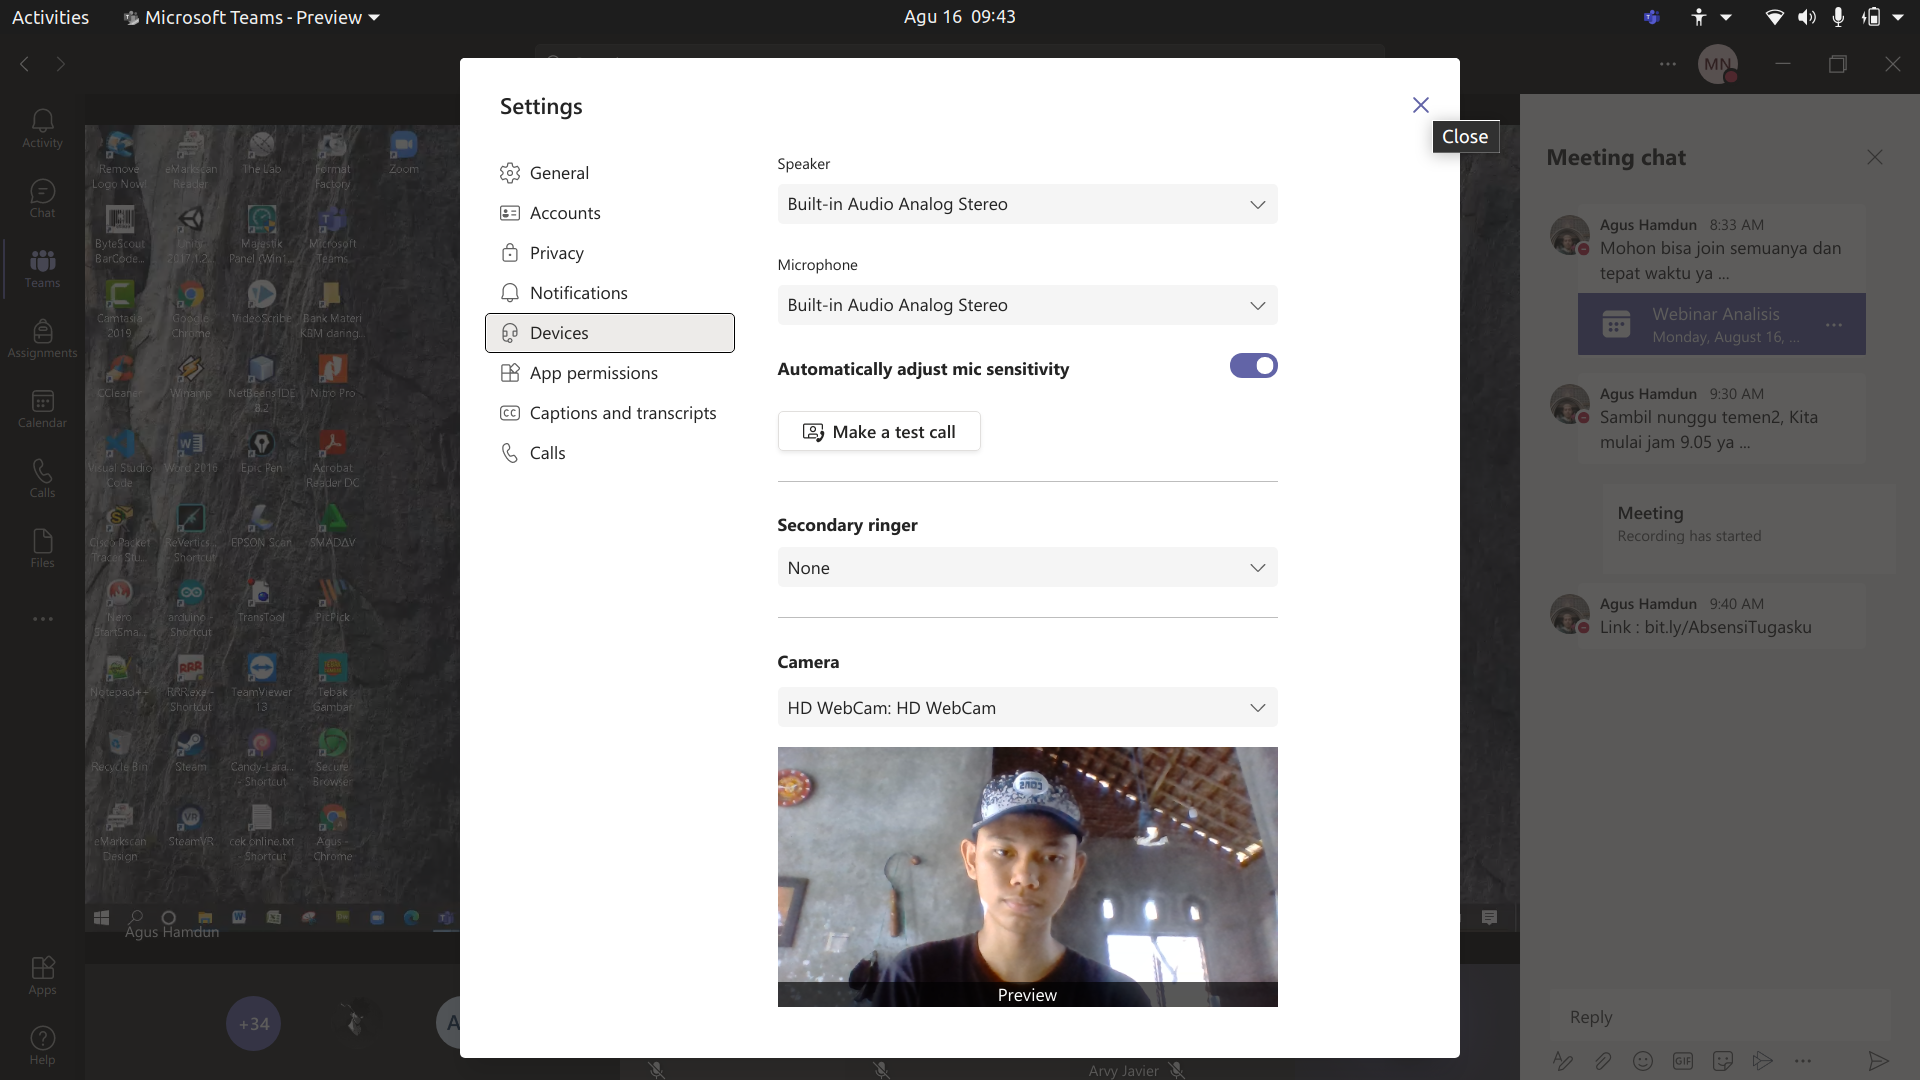 Activities
Microsoft Teams - Preview
Agu 16 09:43
MN
Activity
Chat
Teams
Assignments
Calendar
Calls
Files
Apps
Help
Remove
Logo Now!
eMarkscan
Reader
The Lab
Format
Factory
Zoom
ByteScout
BarCode...
Unity
2017.1.2...
Majestik
Panel (Win1...
Microsoft
Teams
Camtasia
2019
Google
Chrome
VideoScribe
Bank Materi
KBM daring...
CCleaner
Winamp
NetBeans IDE
8.2
Nitro Pro
Visual Studio
Code
Word 2016
Epic Pen
Acrobat
Reader DC
Cisco Packet
Tracer Stu...
ReVertics...
- Shortcut
EPSON Scan
SMADAV
Nero
StartSma...
arduino -
Shortcut
TransTool
PicPick
Notepad++
RRR.exe -
Shortcut
TeamViewer
13
Tebak
Gambar
Recycle Bin
Steam
Candy-Lara...
- Shortcut
Secure
Browser
eMarkscan
Design
SteamVR
cek online.txt
- Shortcut
Agus -
Chrome
Agus Hamdun
+34
A
Settings
Close
General
Accounts
Privacy
Notifications
Devices
App permissions
CC
Captions and transcripts
Calls
Speaker
Built-in Audio Analog Stereo
Microphone
Built-in Audio Analog Stereo
Automatically adjust mic sensitivity
Make a test call
Secondary ringer
None
Camera
HD WebCam: HD WebCam
Preview
Arvy Javier
Meeting chat
Agus Hamdun 8:33 AM
Mohon bisa join semuanya dan
tepat waktu ya ...
Webinar Analisis
Monday, August 16, ...
Agus Hamdun 9:30 AM
Sambil nunggu temen2, Kita
mulai jam 9.05 ya ...
Meeting
Recording has started
Agus Hamdun 9:40 AM
Link : bit.ly/AbsensiTugasku
Reply
GIF